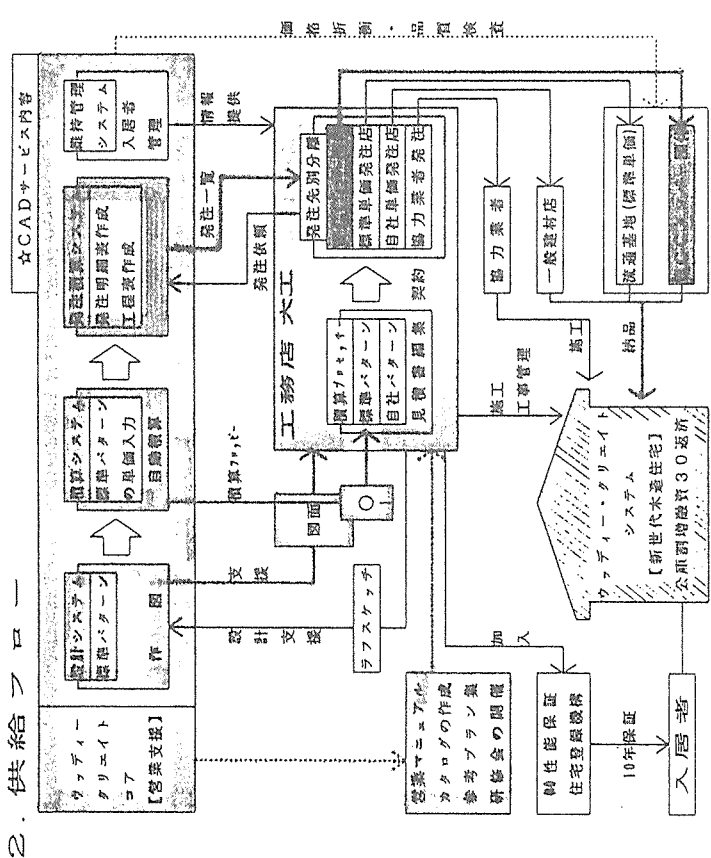 2．供給フロー
☆CADサービス内容
ウッディー
クリエイト
コア
【営業支援】
設計システム
標準パターン
作 図
積算システム
標準パターン
の単価入力
自動積算
発注積算システム
発注明細表作成
工程表作成
維持管理
システム
入居者
管理
設計支援
支援
積算フロッピー
発注依頼
発注一覧
情報
提供
価格折衝・品質検査
ラフスケッチ
図面
工務店 大工
積算フロッピー
標準パターン
自社パターン
見積書編集
契約
発注先別分類
標準単価発注店
自社単価発注店
協力業者発注
営業マニュアル
カタログの作成
参考プラン集
研修会の開催
加入
施工
工事管理
協力業者
一般建材店
流通基地(標準単価)
施工
納品
㈶性能保証
住宅登録機構
10年保証
入居者
ウッディー・クリエイト
システム
【新世代木造住宅】
公庫割増融資30返済